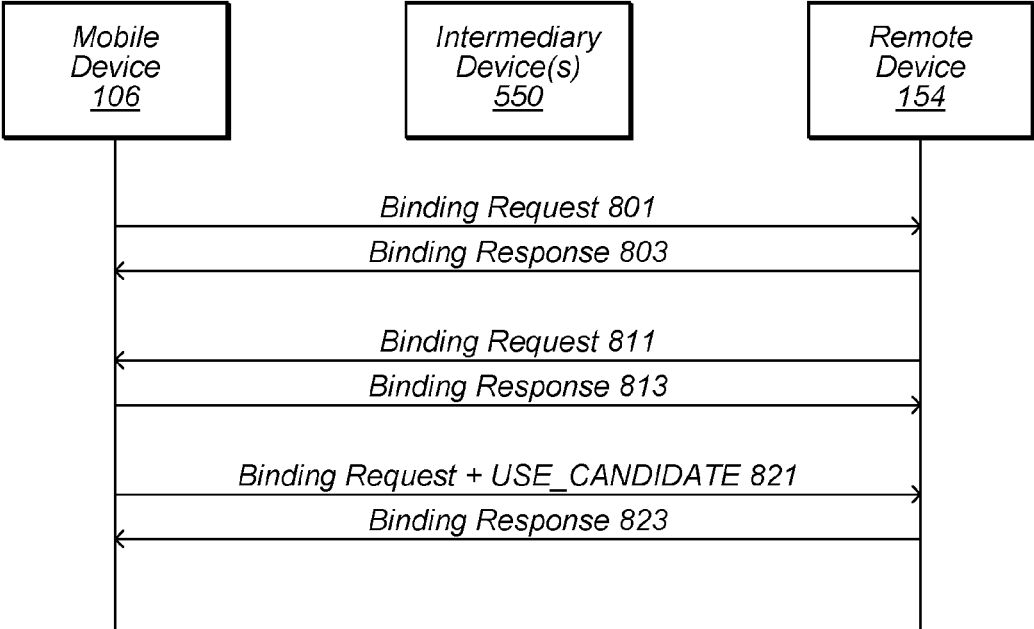 Mobile
Device
106
Intermediary
Device(s)
550
Remote
Device
154
Binding Request 801
Binding Response 803
Binding Request 811
Binding Response 813
Binding Request + USE_CANDIDATE 821
Binding Response 823